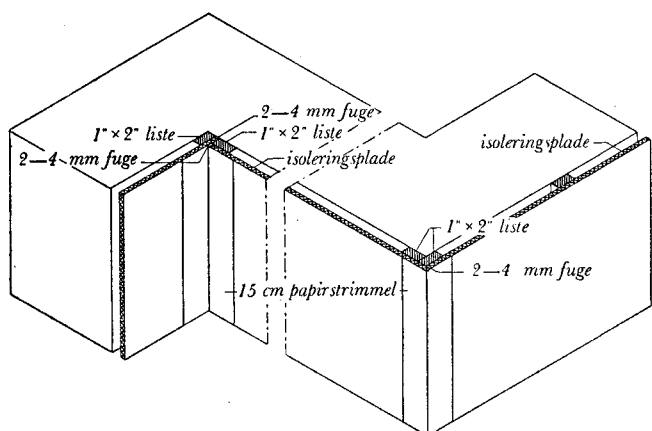 2—4 mm fuge
1" × 2" liste
1" × 2" liste
2—4 mm fuge
isoleringsplade
isoleringsplade
1" × 2" liste
2—4 mm fuge
15 cm papirstrimmel